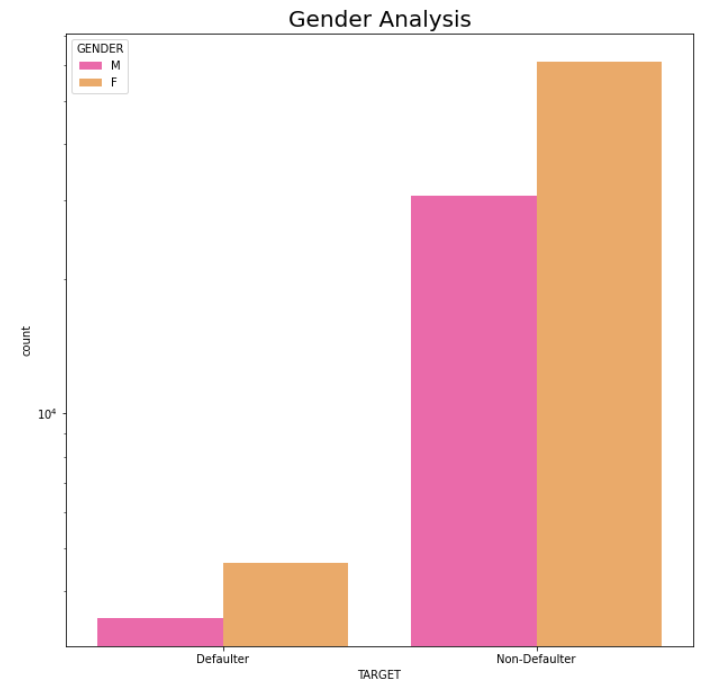 Gender Analysis
GENDER
M
F
count
10⁴
Defaulter
Non-Defaulter
TARGET